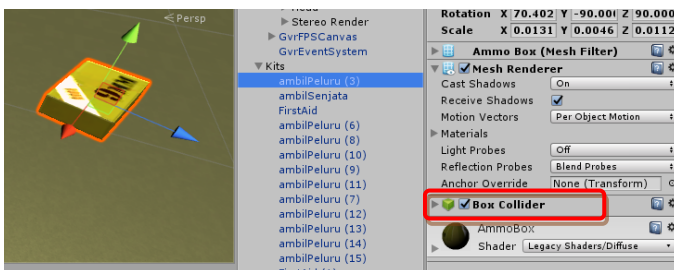 <Persp
9MM
Head
Stereo Render
GvrFPSCanvas
GvrEventSystem
Kits
ambilPeluru (3)
ambilSenjata
FirstAid
ambilPeluru (6)
ambilPeluru (8)
ambilPeluru (10)
ambilPeluru (9)
ambilPeluru (11)
ambilPeluru (7)
ambilPeluru (12)
ambilPeluru (13)
ambilPeluru (14)
ambilPeluru (15)
Rotation X 70.402 Y -90.00( Z 90.000
Scale X 0.0131 Y 0.0046 Z 0.0112
Ammo Box (Mesh Filter)
Mesh Renderer
Cast Shadows On
Receive Shadows
Motion Vectors Per Object Motion
Materials
Light Probes Off
Reflection Probes Blend Probes
Anchor Override None (Transform)
Box Collider
AmmoBox
Shader Legacy Shaders/Diffuse